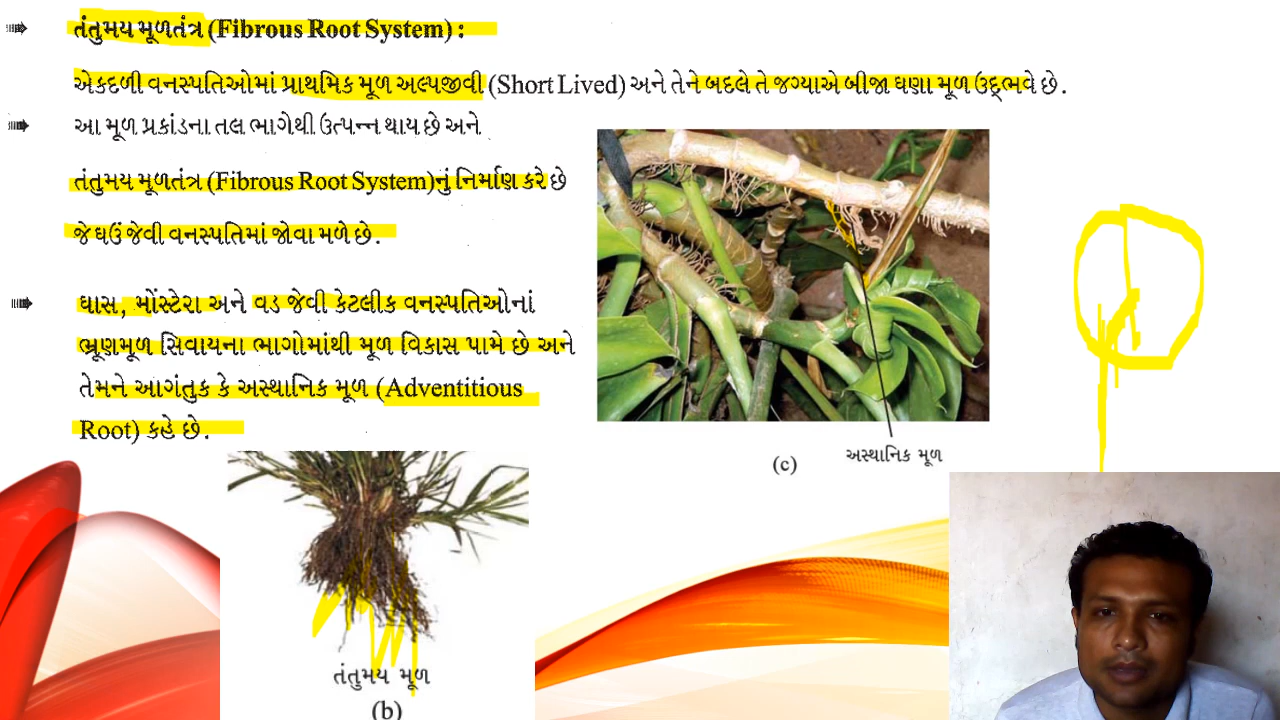 તંતુમય મૂળતંત્ર (Fibrous Root System) :
એકદળી વનસ્પતિઓમાં પ્રાથમિક મૂળ અલ્પજીવી (Short Lived) અને તેને બદલે તે જગ્યાએ બીજા ઘણા મૂળ ઉદ્ભવે છે.
આ મૂળ પ્રકાંડના તલ ભાગેથી ઉત્પન્ન થાય છે અને
તંતુમય મૂળતંત્ર (Fibrous Root System)નું નિર્માણ કરે છે
જે ઘઉં જેવી વનસ્પતિમાં જોવા મળે છે.
ઘાસ, મોંસ્ટેરા અને વડ જેવી કેટલીક વનસ્પતિઓનાં
ભ્રૂણમૂળ સિવાયના ભાગોમાંથી મૂળ વિકાસ પામે છે અને
તેમને આગંતુક કે અસ્થાનિક મૂળ (Adventitious
Root) કહે છે.
અસ્થાનિક મૂળ
(c)
તંતુમય મૂળ
(b)